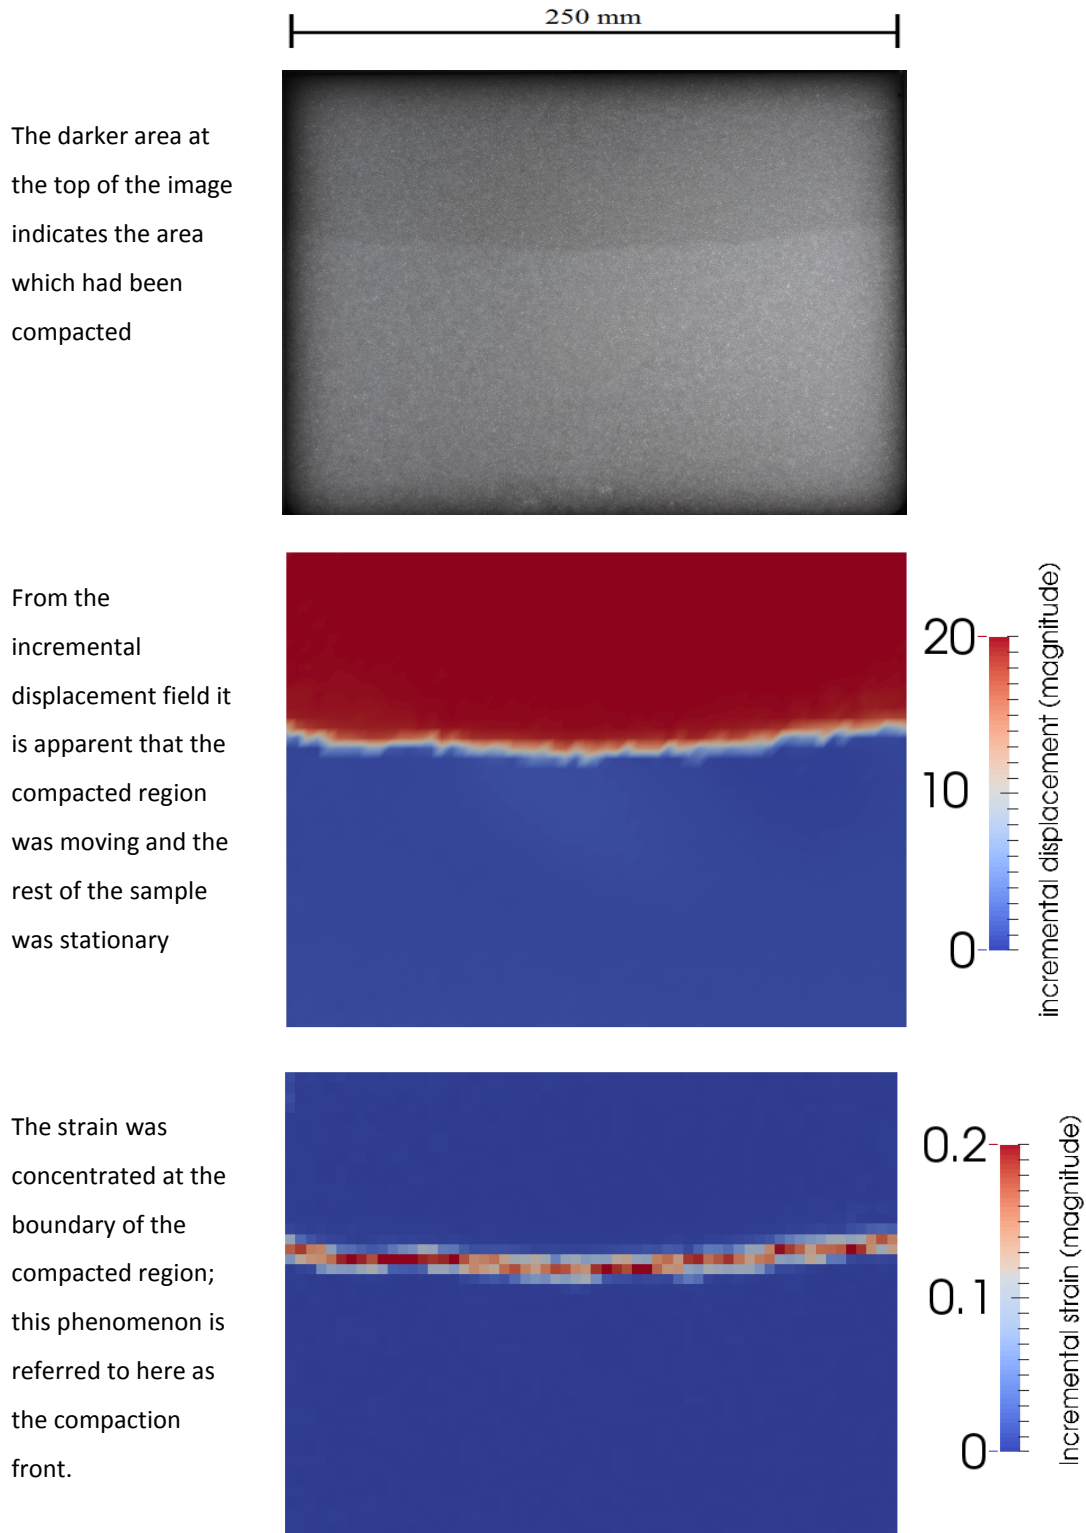 250 mm
The darker area at
the top of the image
indicates the area
which had been
compacted
From the
incremental
displacement field it
is apparent that the
compacted region
was moving and the
rest of the sample
was stationary
20
10
0
incremental displacement (magnitude)
The strain was
concentrated at the
boundary of the
compacted region;
this phenomenon is
referred to here as
the compaction
front.
0.2
0.1
0
Incremental strain (magnitude)